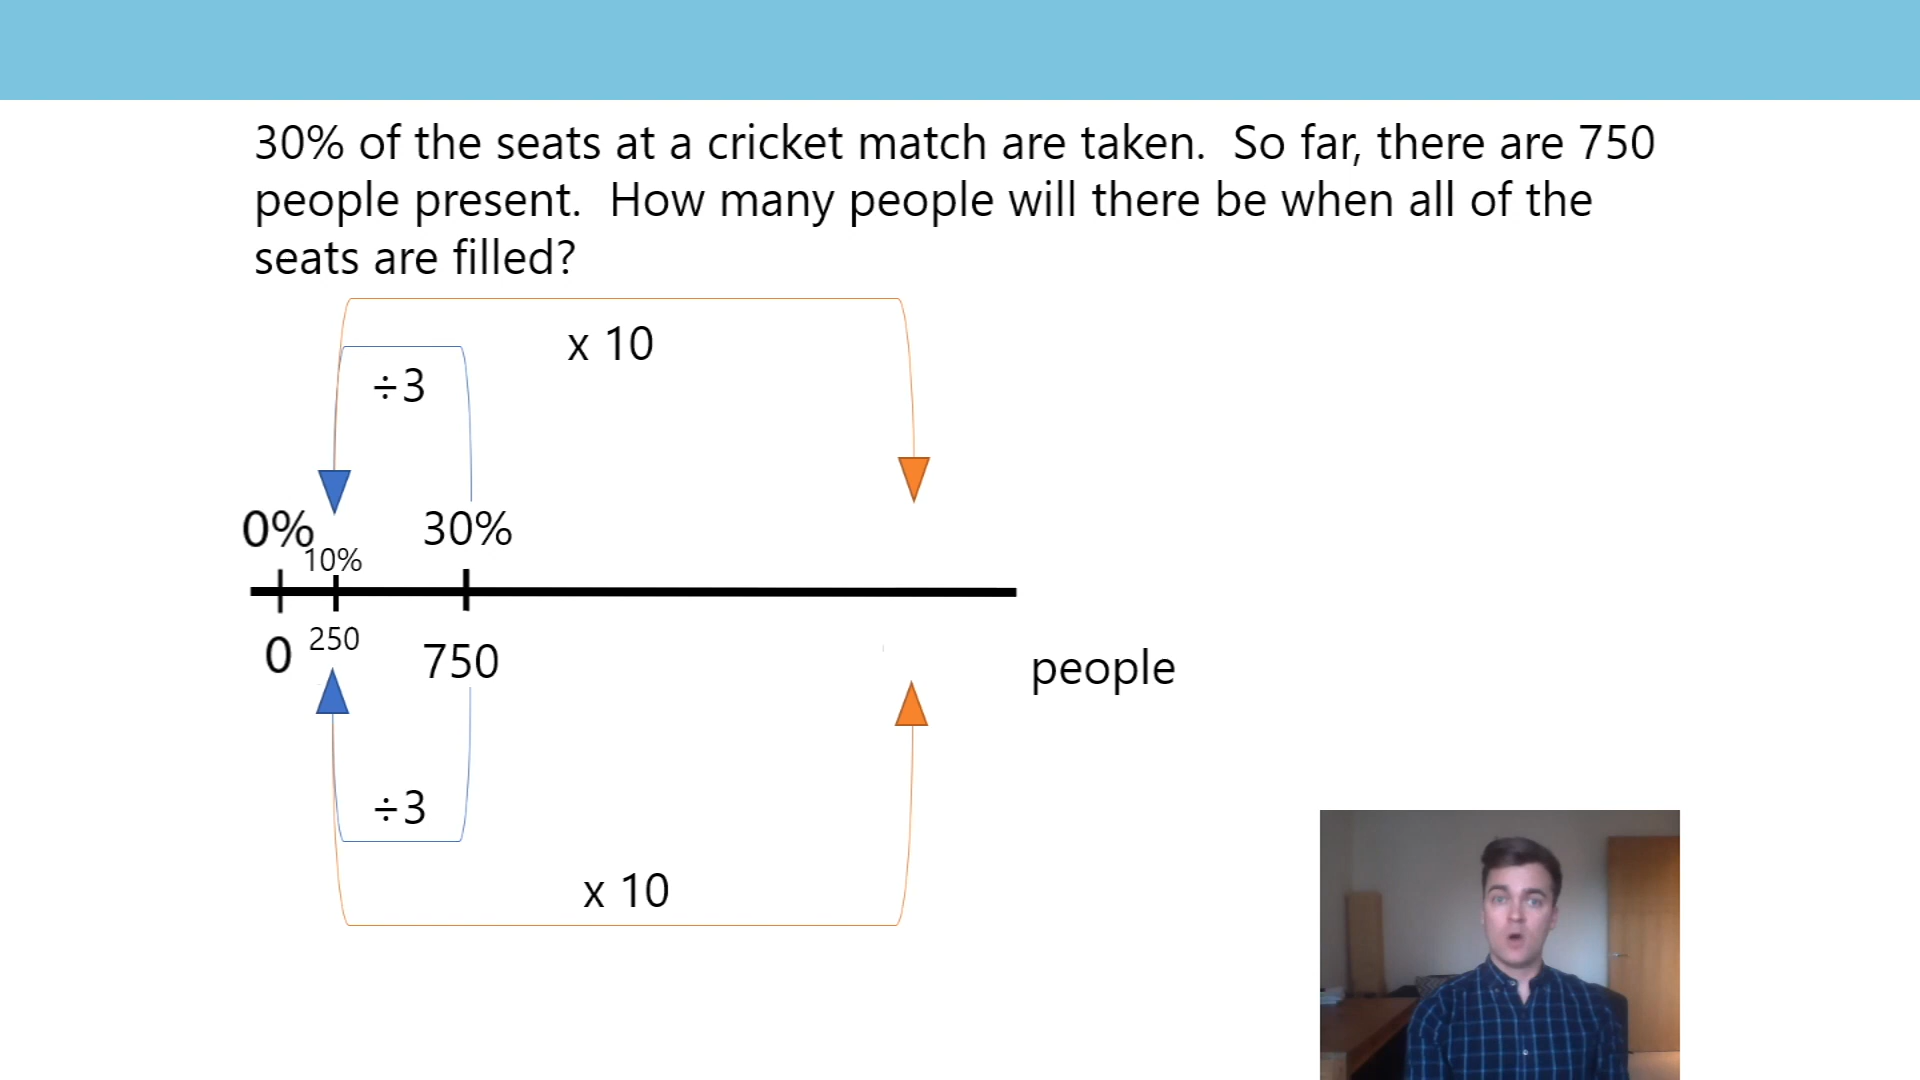 30% of the seats at a cricket match are taken. So far, there are 750
people present. How many people will there be when all of the
seats are filled?
x 10
÷3
0%
10%
30%
0
250
750
people
÷3
x 10